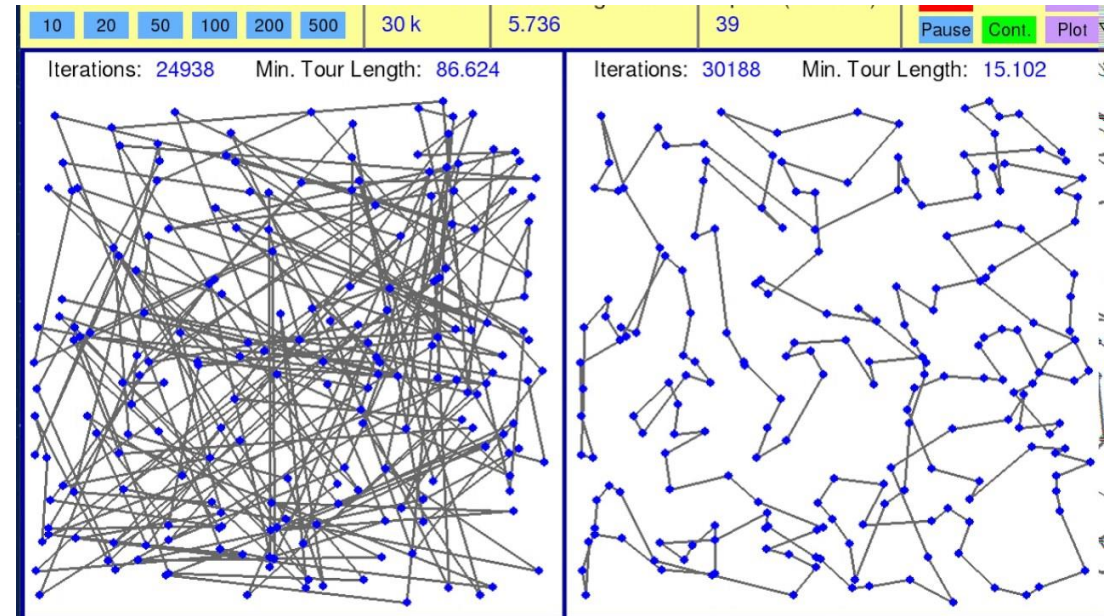 10 20 50 100 200 500 30 k 5.736 39 Pause Cont. Plot
Iterations: 24938 Min. Tour Length: 86.624
Iterations: 30188 Min. Tour Length: 15.102